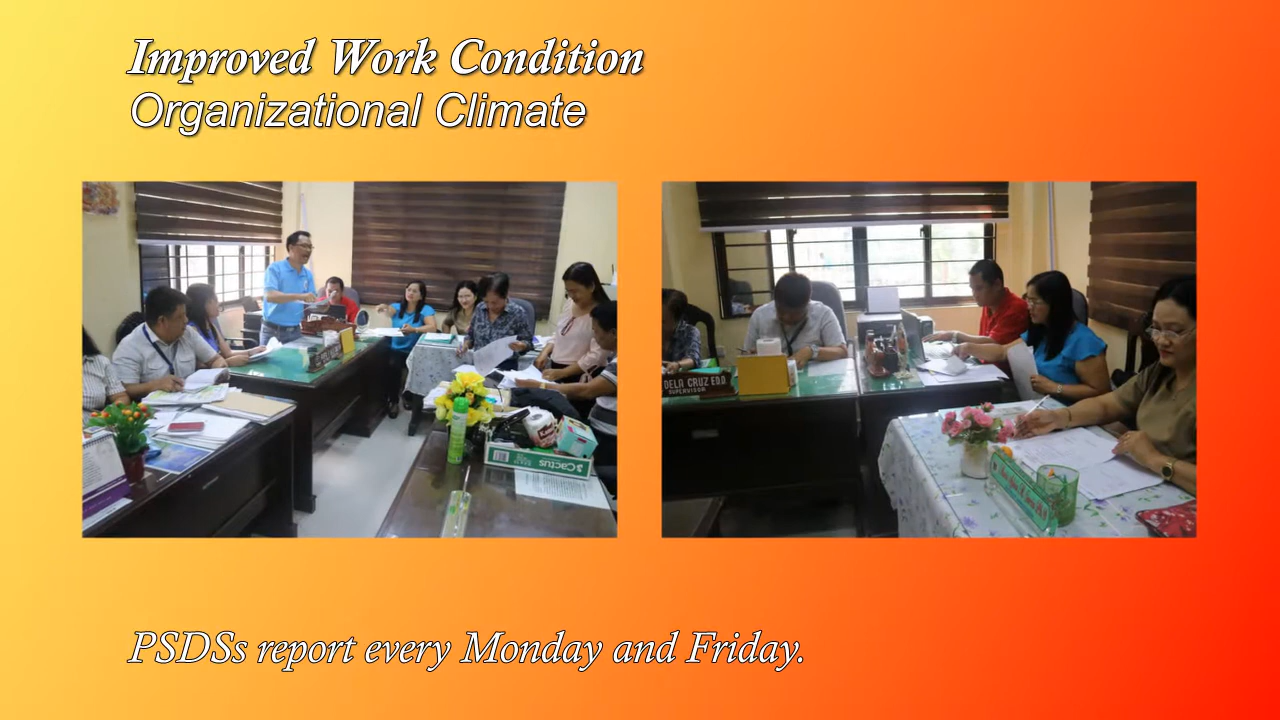 Improved Work Condition
Organizational Climate
DELA CRUZ ED.D.
SUPERVISOR
Cactus
PSDSs report every Monday and Friday.